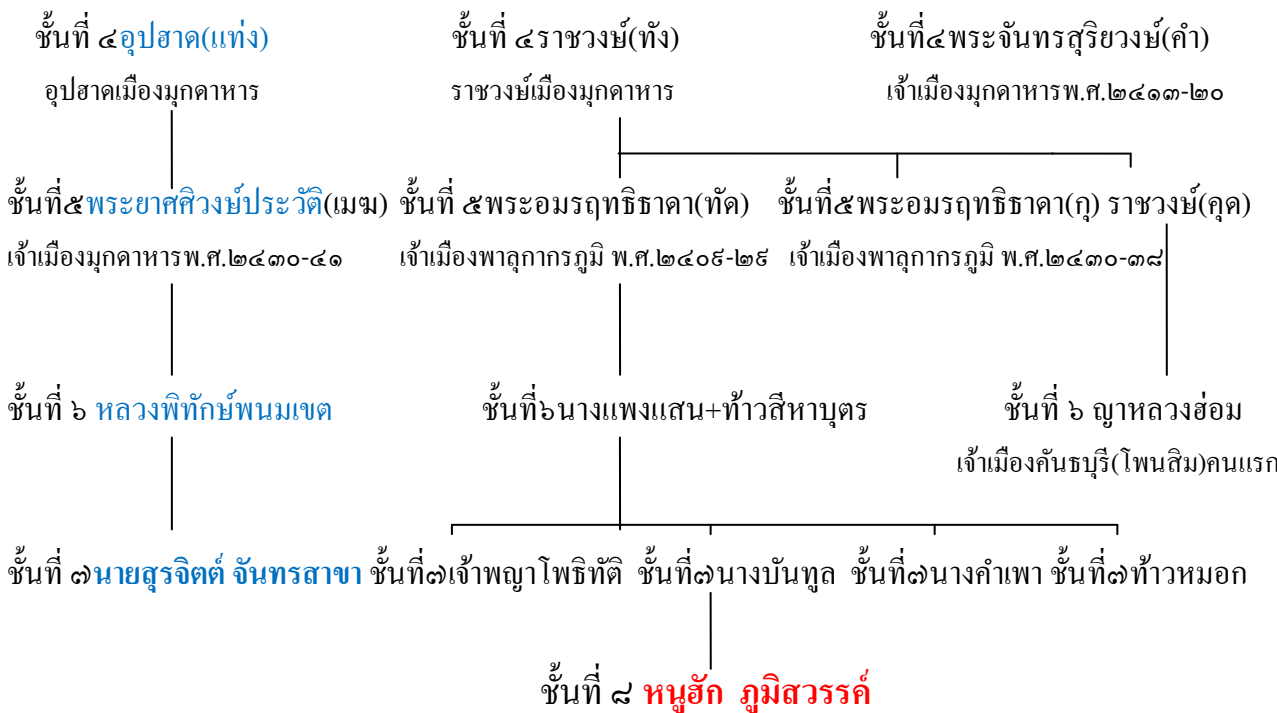 ชั้นที่ ๔อุปฮาด(แท่ง) ชั้นที่ ๔ราชวงษ์(ทัง) ชั้นที่๔พระจันทรสุริยวงษ์(คำ)
อุปฮาดเมืองมุกดาหาร ราชวงษ์เมืองมุกดาหาร เจ้าเมืองมุกดาหารพ.ศ.๒๔๑๓-๒๐
ชั้นที่๕พระยาศศิวงษ์ประวัติ(เมฆ) ชั้นที่ ๕พระอมรฤทธิธาดา(ทัด) ชั้นที่๕พระอมรฤทธิธาดา(กุ) ราชวงษ์(คุด)
เจ้าเมืองมุกดาหารพ.ศ.๒๔๓๐-๔๑ เจ้าเมืองพาลุกากรภูมิ พ.ศ.๒๔๐๙-๒๙ เจ้าเมืองพาลุกากรภูมิ พ.ศ.๒๔๓๐-๓๘
ชั้นที่ ๖ หลวงพิทักษ์พนมเขต ชั้นที่๖นางแพงแสน+ท้าวสีหาบุตร ชั้นที่ ๖ ญาหลวงฮ่อม
เจ้าเมืองคันธบุรี(โพนสิม)คนแรก
ชั้นที่ ๗นายสุรจิตต์ จันทรสาขา ชั้นที่๗เจ้าพญาโพธิทัติ ชั้นที่๗นางบันทูล ชั้นที่๗นางคำเพา ชั้นที่๗ท้าวหมอก
ชั้นที่ ๘ หนูฮัก ภูมิสวรรค์